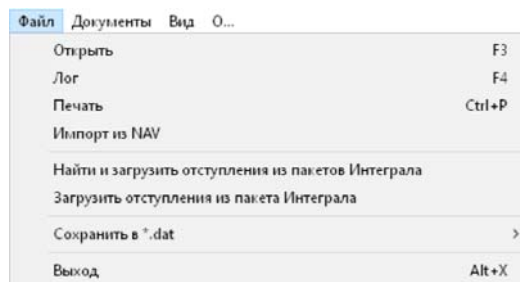 Файл Документы Вид О...
Открыть F3
Лог F4
Печать Ctrl+P
Импорт из NAV
Найти и загрузить отступления из пакетов Интеграла
Загрузить отступления из пакета Интеграла
Сохранить в *.dat >
Выход Alt+X